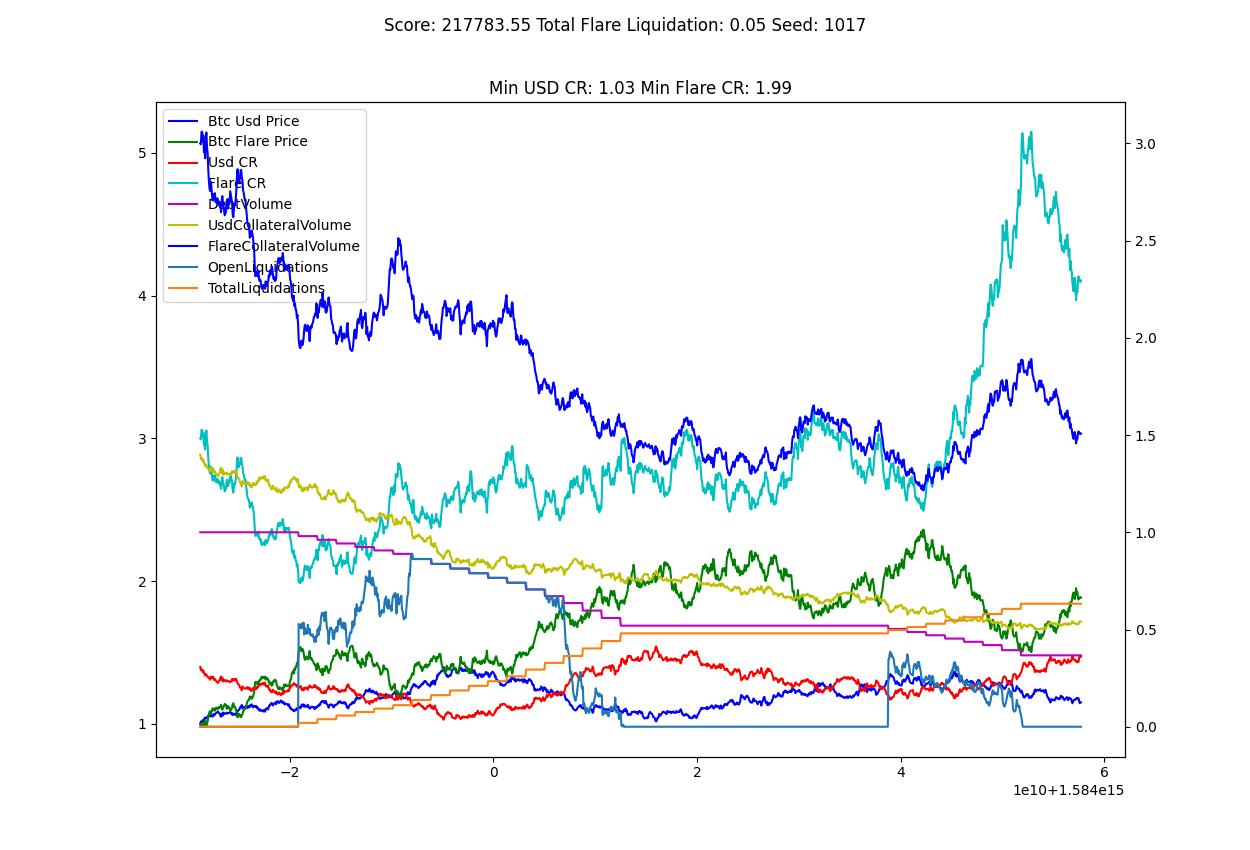 Score: 217783.55 Total Flare Liquidation: 0.05 Seed: 1017
Min USD CR: 1.03 Min Flare CR: 1.99
Btc Usd Price
Btc Flare Price
Usd CR
Flare CR
DebtVolume
UsdCollateralVolume
FlareCollateralVolume
OpenLiquidations
TotalLiquidations
5
4
3
2
1
3.0
2.5
2.0
1.5
1.0
0.5
0.0
−2
0
2
4
6
1e10+1.584e15